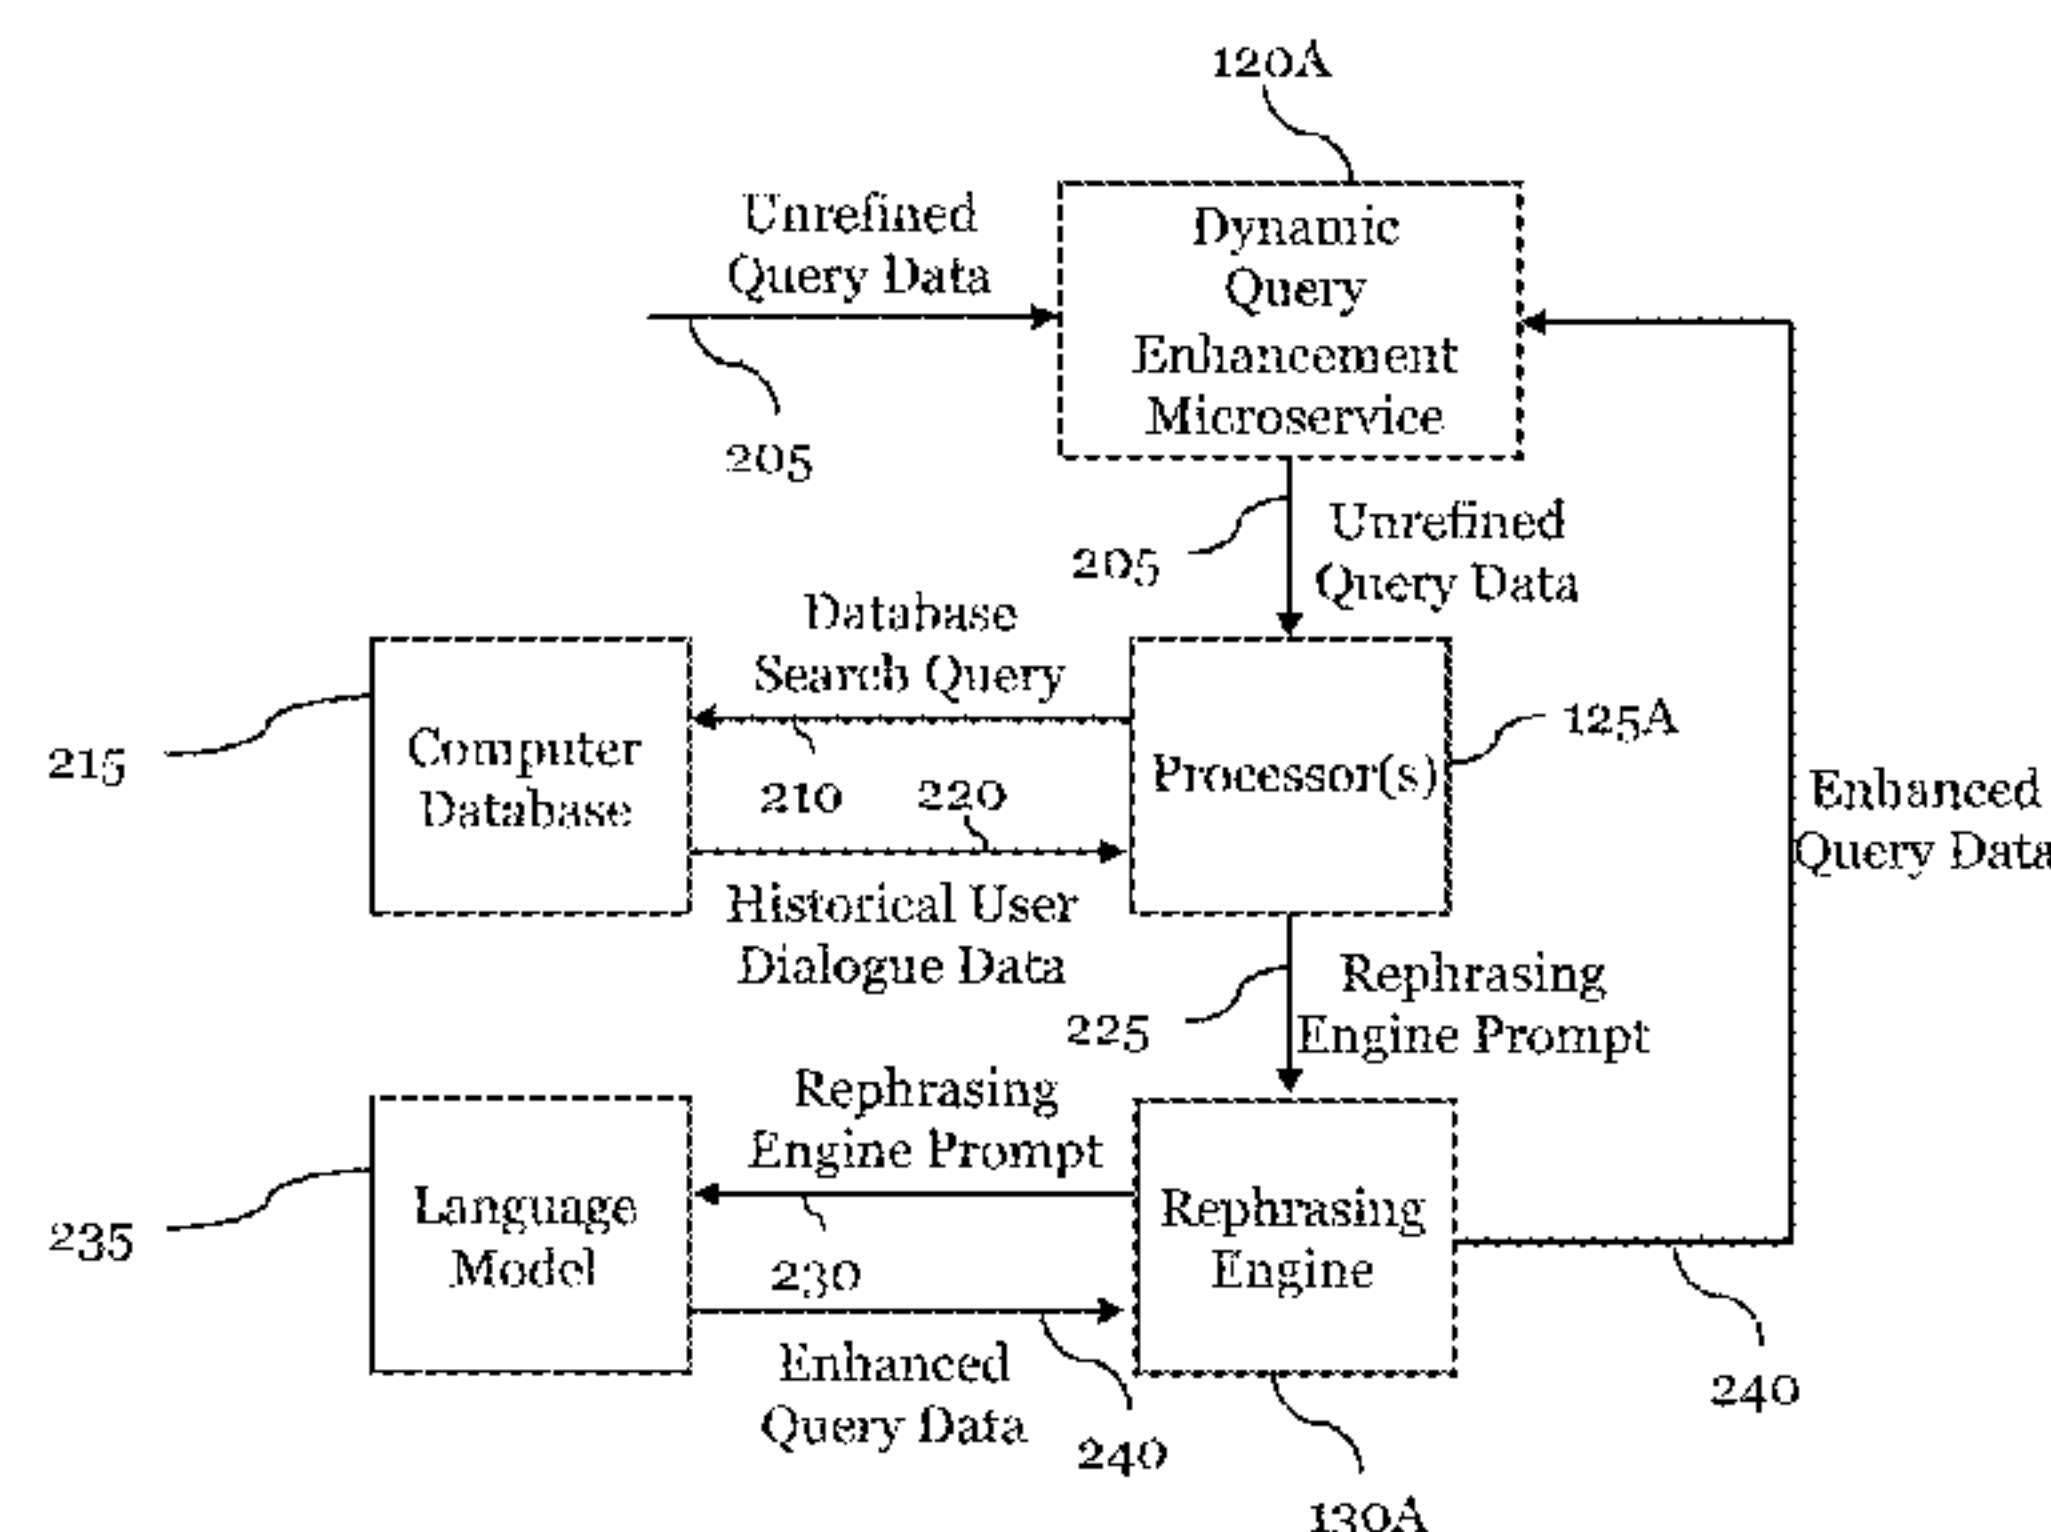 120A
Unrefined
Query Data
205
Dynamic
Query
Enhancement
Microservice
205
Unrefined
Query Data
Database
Search Query
210
215
Computer
Database
220
Historical User
Dialogue Data
Processor(s)
125A
Enhanced
Query Data
225
Rephrasing
Engine Prompt
Rephrasing
Engine Prompt
230
235
Language
Model
Rephrasing
Engine
Enhanced
Query Data
240
240
130A